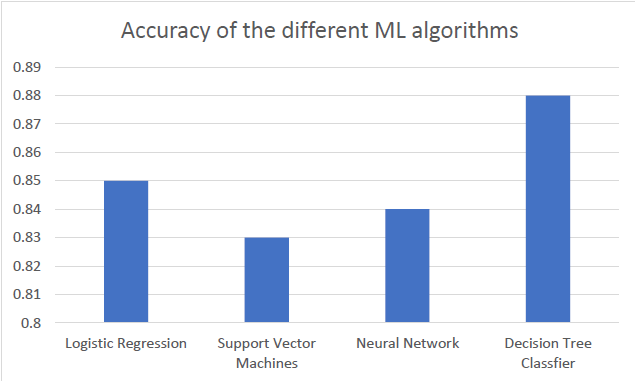 Accuracy of the different ML algorithms
0.89
0.88
0.87
0.86
0.85
0.84
0.83
0.82
0.81
0.8
Logistic Regression
Support Vector
Machines
Neural Network
Decision Tree
Classfier